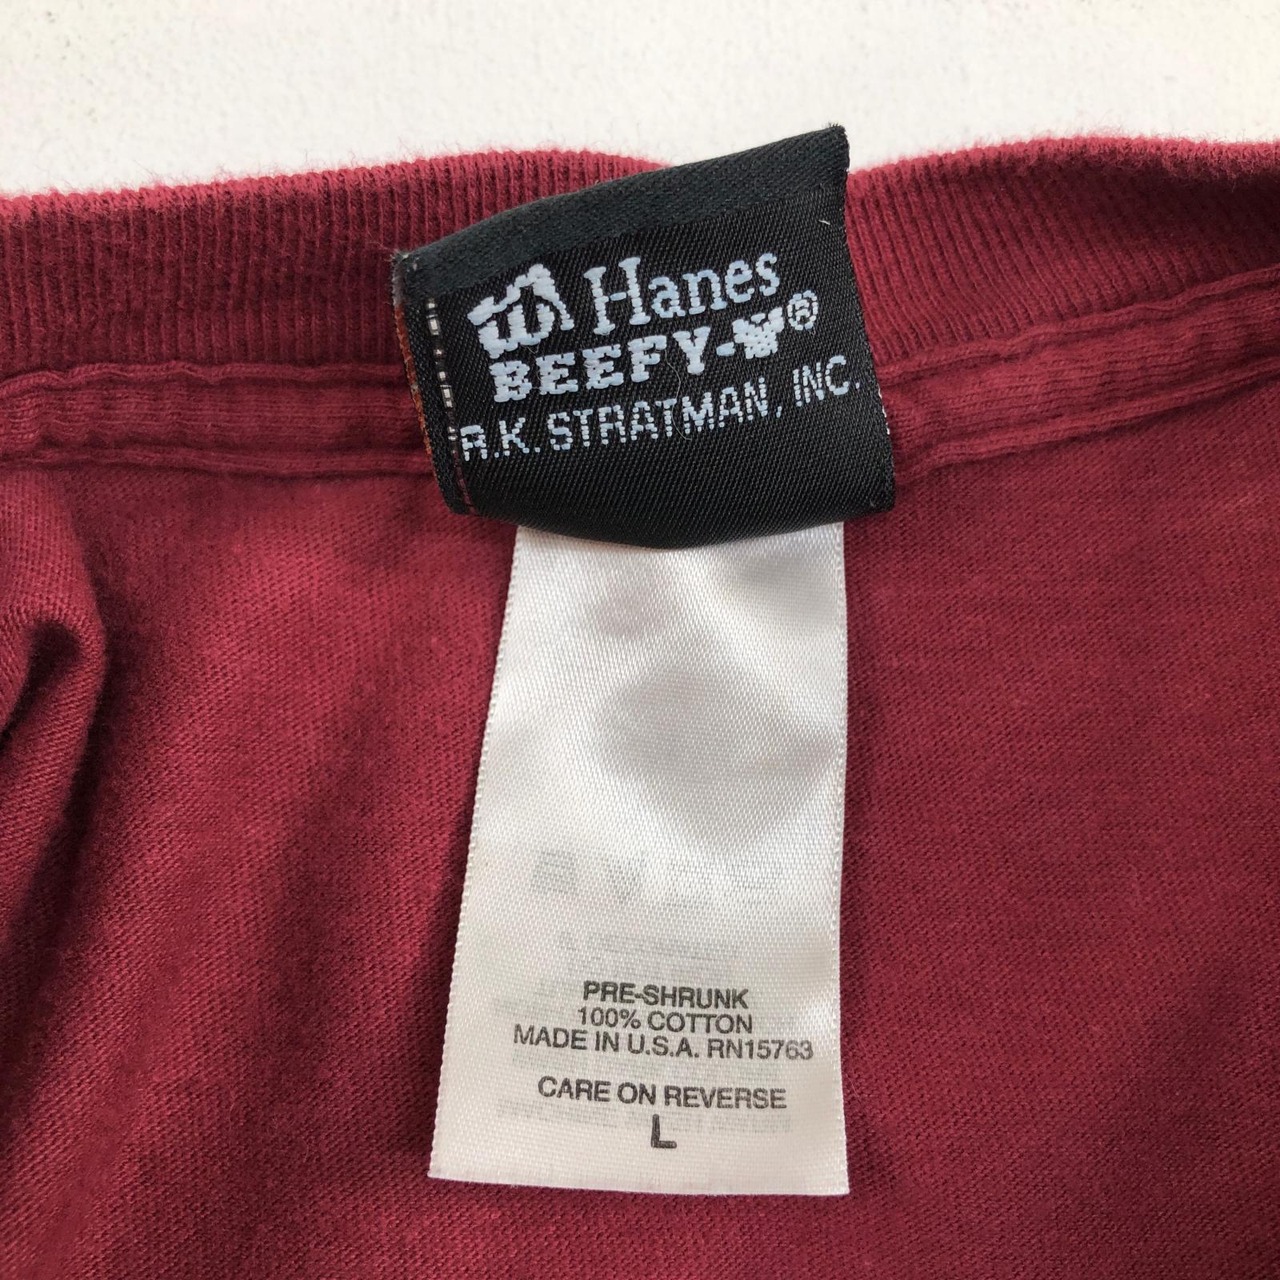 Hanes
BEEFY-T®
R.K. STRATMAN, INC.
PRE-SHRUNK
100% COTTON
MADE IN U.S.A. RN15763
CARE ON REVERSE
L